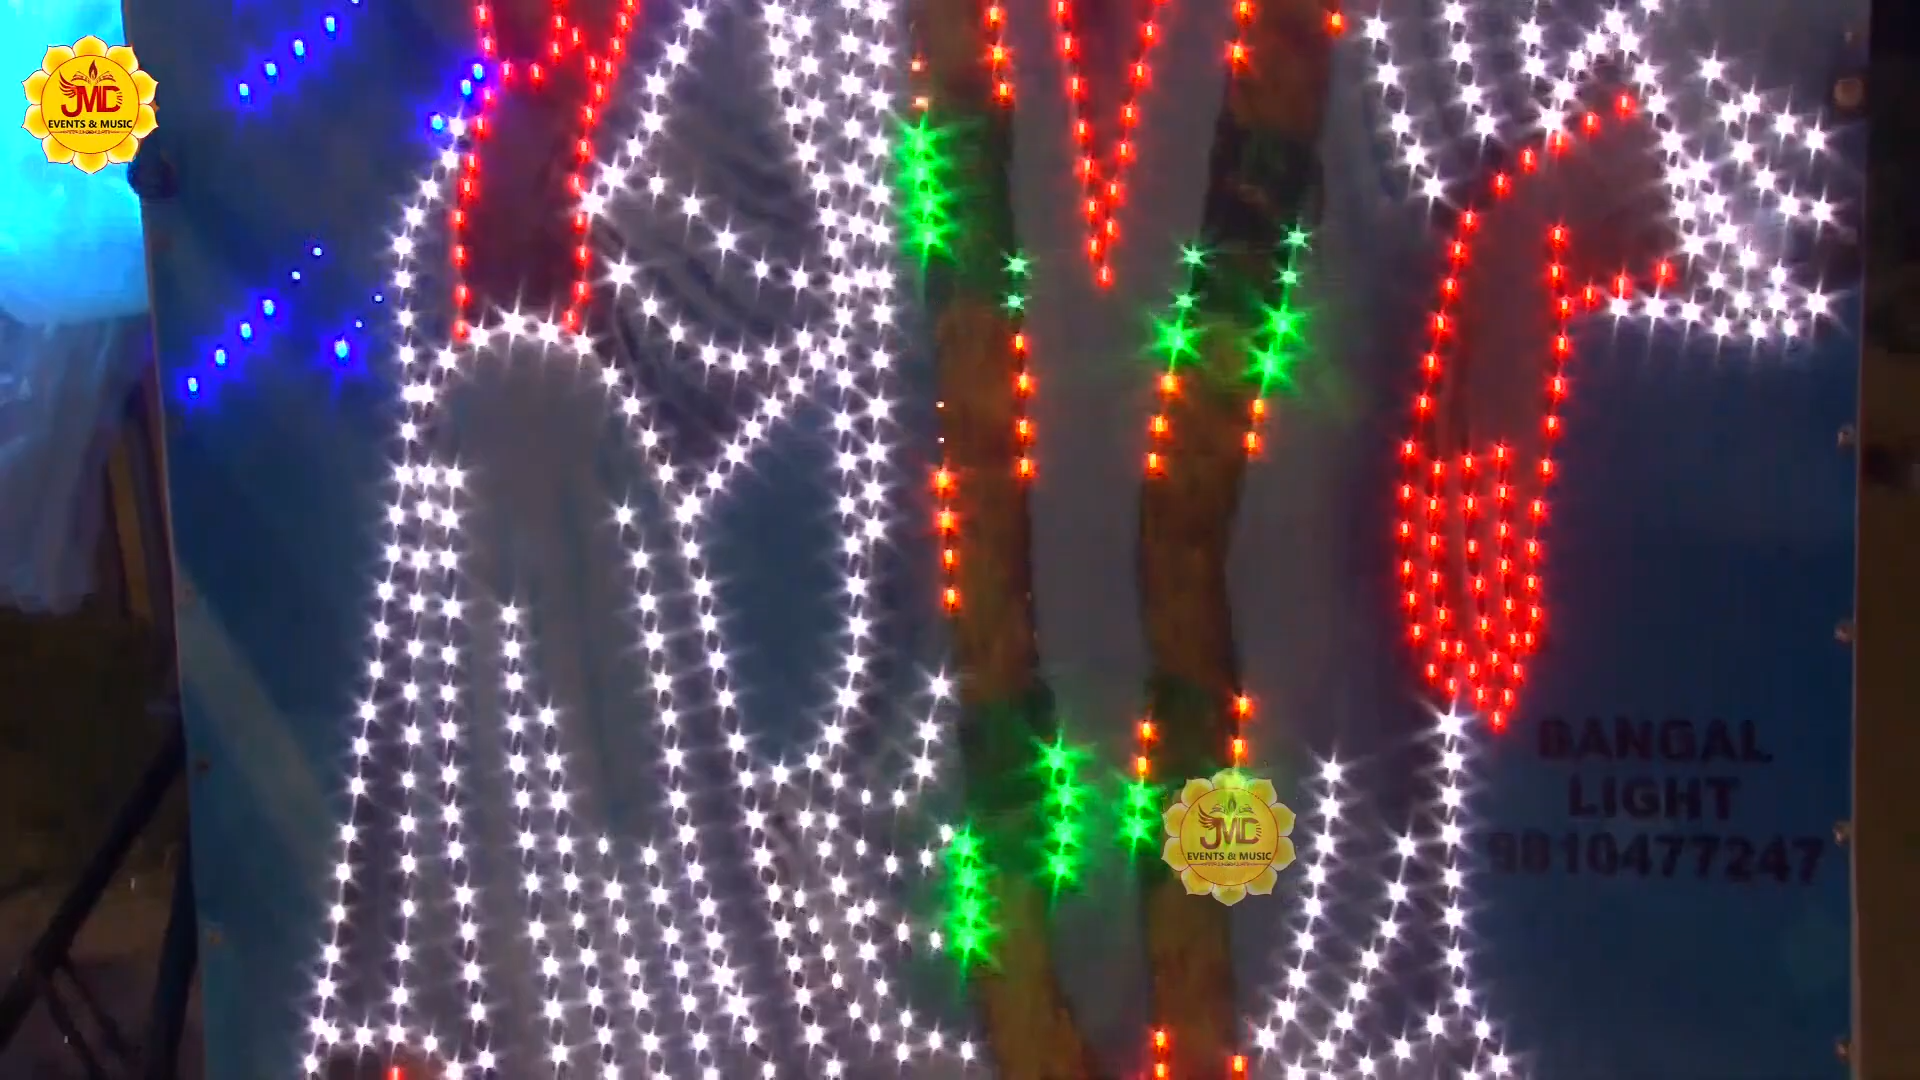 JMD
EVENTS & MUSIC
BANGAL
LIGHT
9810477247
JMD
EVENTS & MUSIC